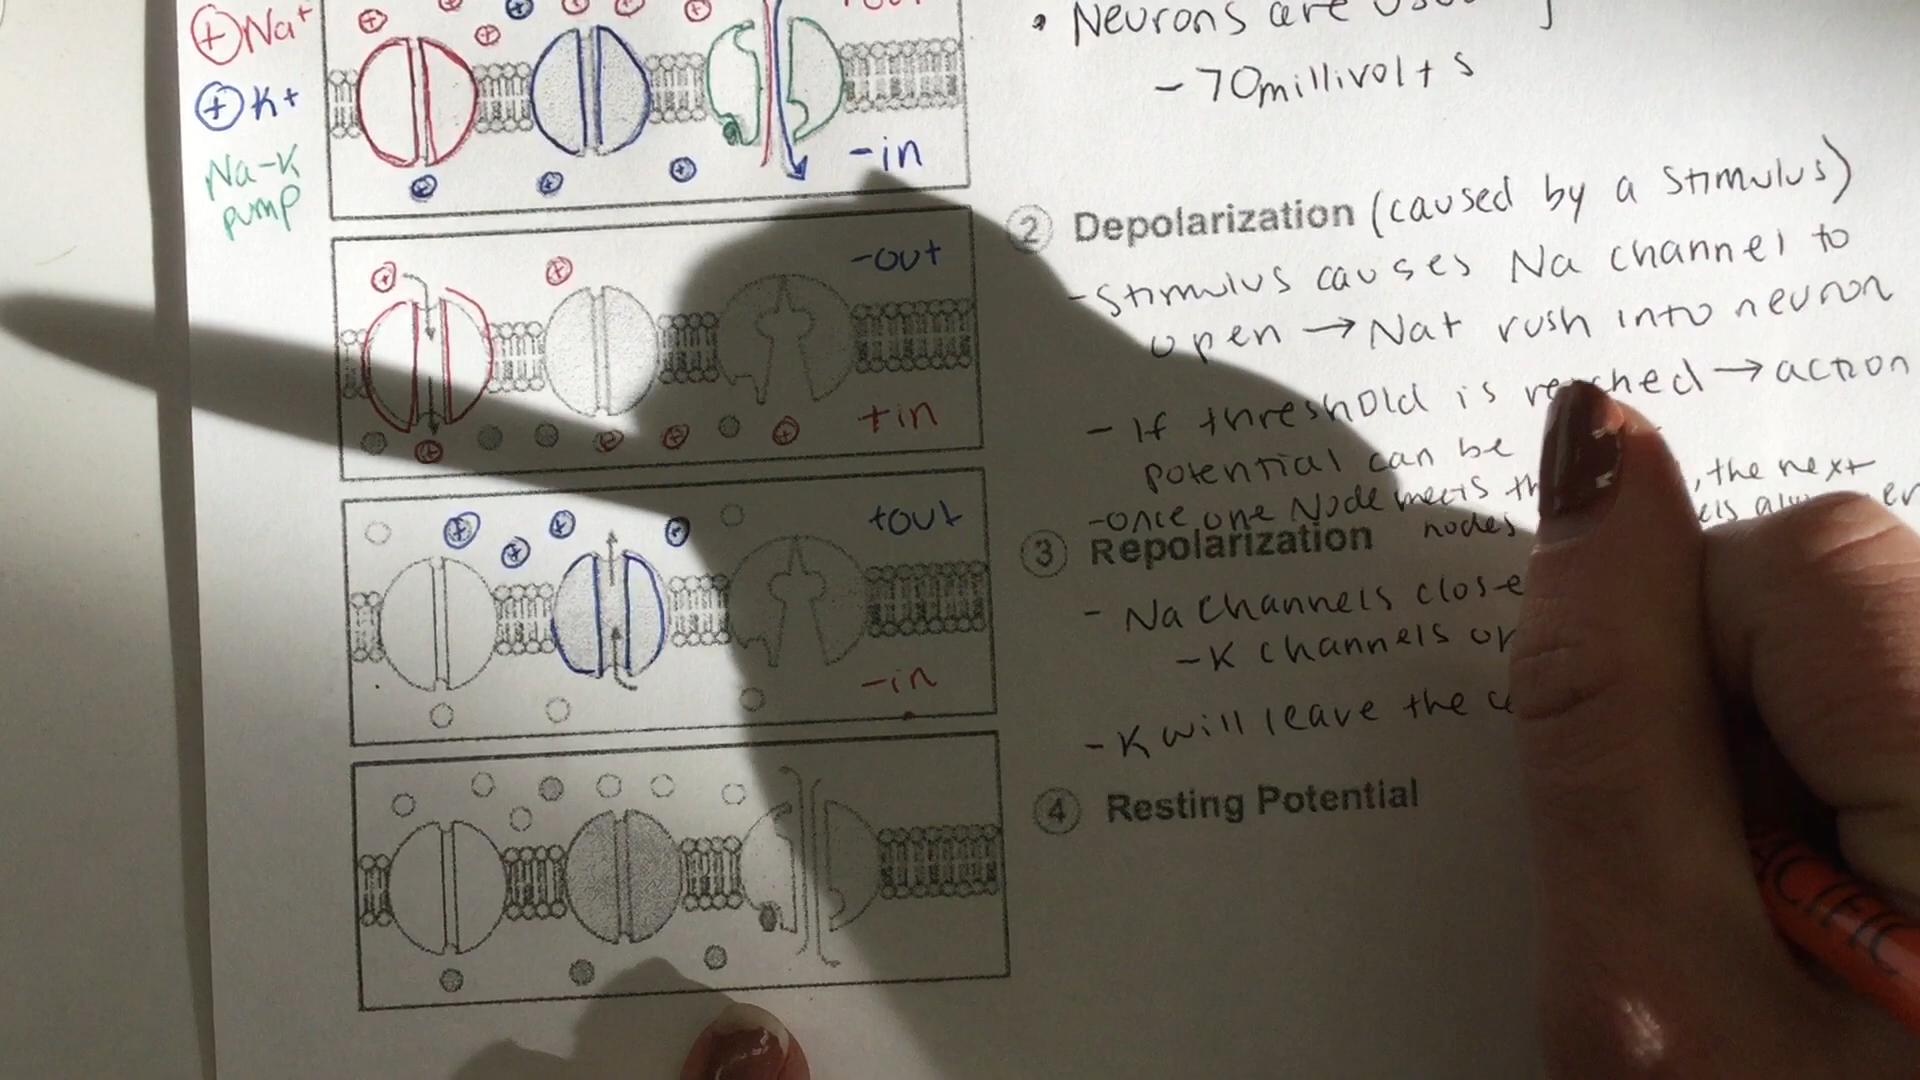 + Na+
+ K+
Na-K
pump
-in
• Neurons are
- 70millivolts
-out
+in
2 Depolarization (caused by a stimulus)
-Stimulus causes Na channel to
open → Na+ rush into neuron
- If threshold is reached → action
potential can be
-once one Node meets , the next
nodes
+out
-in
3 Repolarization
- Na channels close
-K channels
- K will leave the
4 Resting Potential
ACIFIC